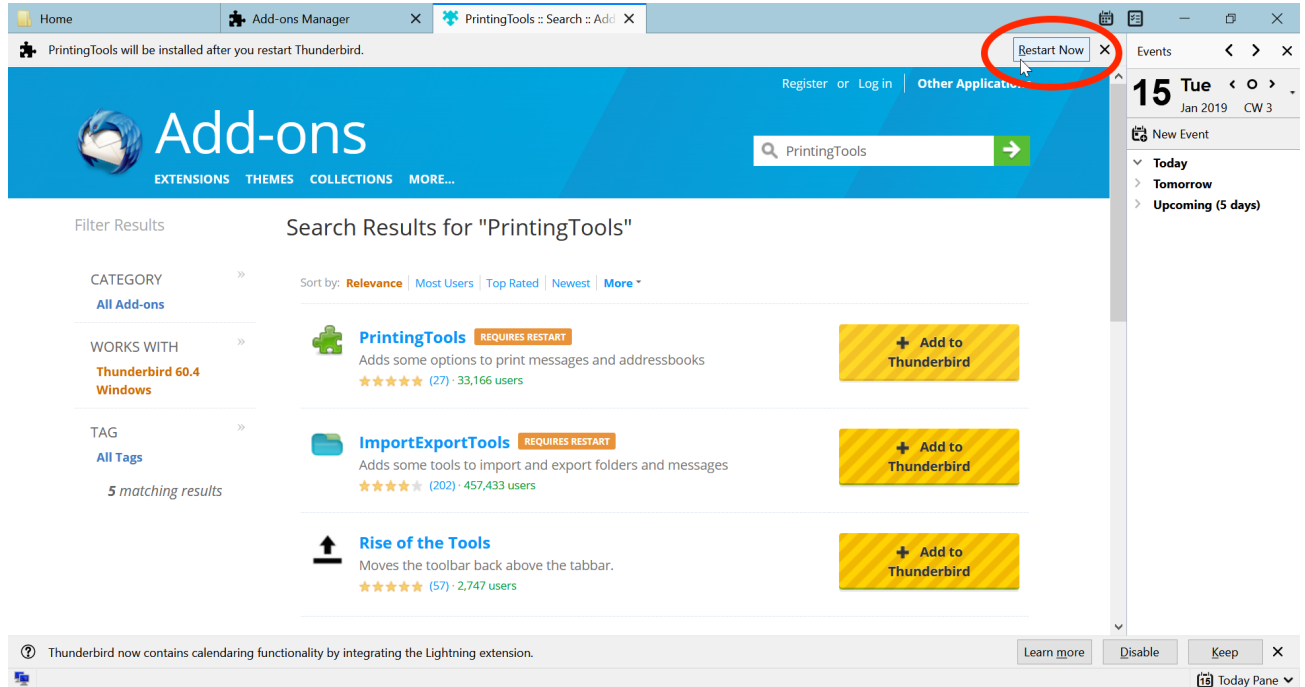 Home
Add-ons Manager
PrintingTools :: Search :: Add
PrintingTools will be installed after you restart Thunderbird.
Restart Now
Events
15
Tue
Jan 2019 CW 3
New Event
Today
Tomorrow
Upcoming (5 days)
Register or Log in
Other Applications
Add-ons
PrintingTools
EXTENSIONS THEMES COLLECTIONS MORE...
Filter Results
CATEGORY
All Add-ons
WORKS WITH
Thunderbird 60.4
Windows
TAG
All Tags
5 matching results
Search Results for "PrintingTools"
Sort by: Relevance Most Users Top Rated Newest More
PrintingTools REQUIRES RESTART
Adds some options to print messages and addressbooks
(27) · 33,166 users
+ Add to
Thunderbird
ImportExportTools REQUIRES RESTART
Adds some tools to import and export folders and messages
(202) · 457,433 users
+ Add to
Thunderbird
Rise of the Tools
Moves the toolbar back above the tabbar.
(57) · 2,747 users
+ Add to
Thunderbird
Thunderbird now contains calendaring functionality by integrating the Lightning extension.
Learn more
Disable
Keep
15 Today Pane